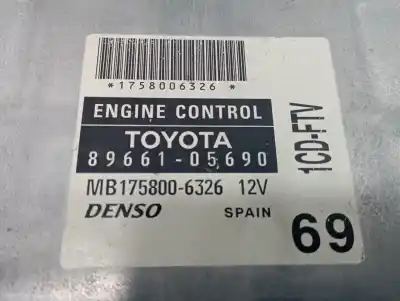 *1758006326*
ENGINE CONTROL
TOYOTA
89661-05690
MB175800-6326 12V
DENSO SPAIN
1CD-FTV
69